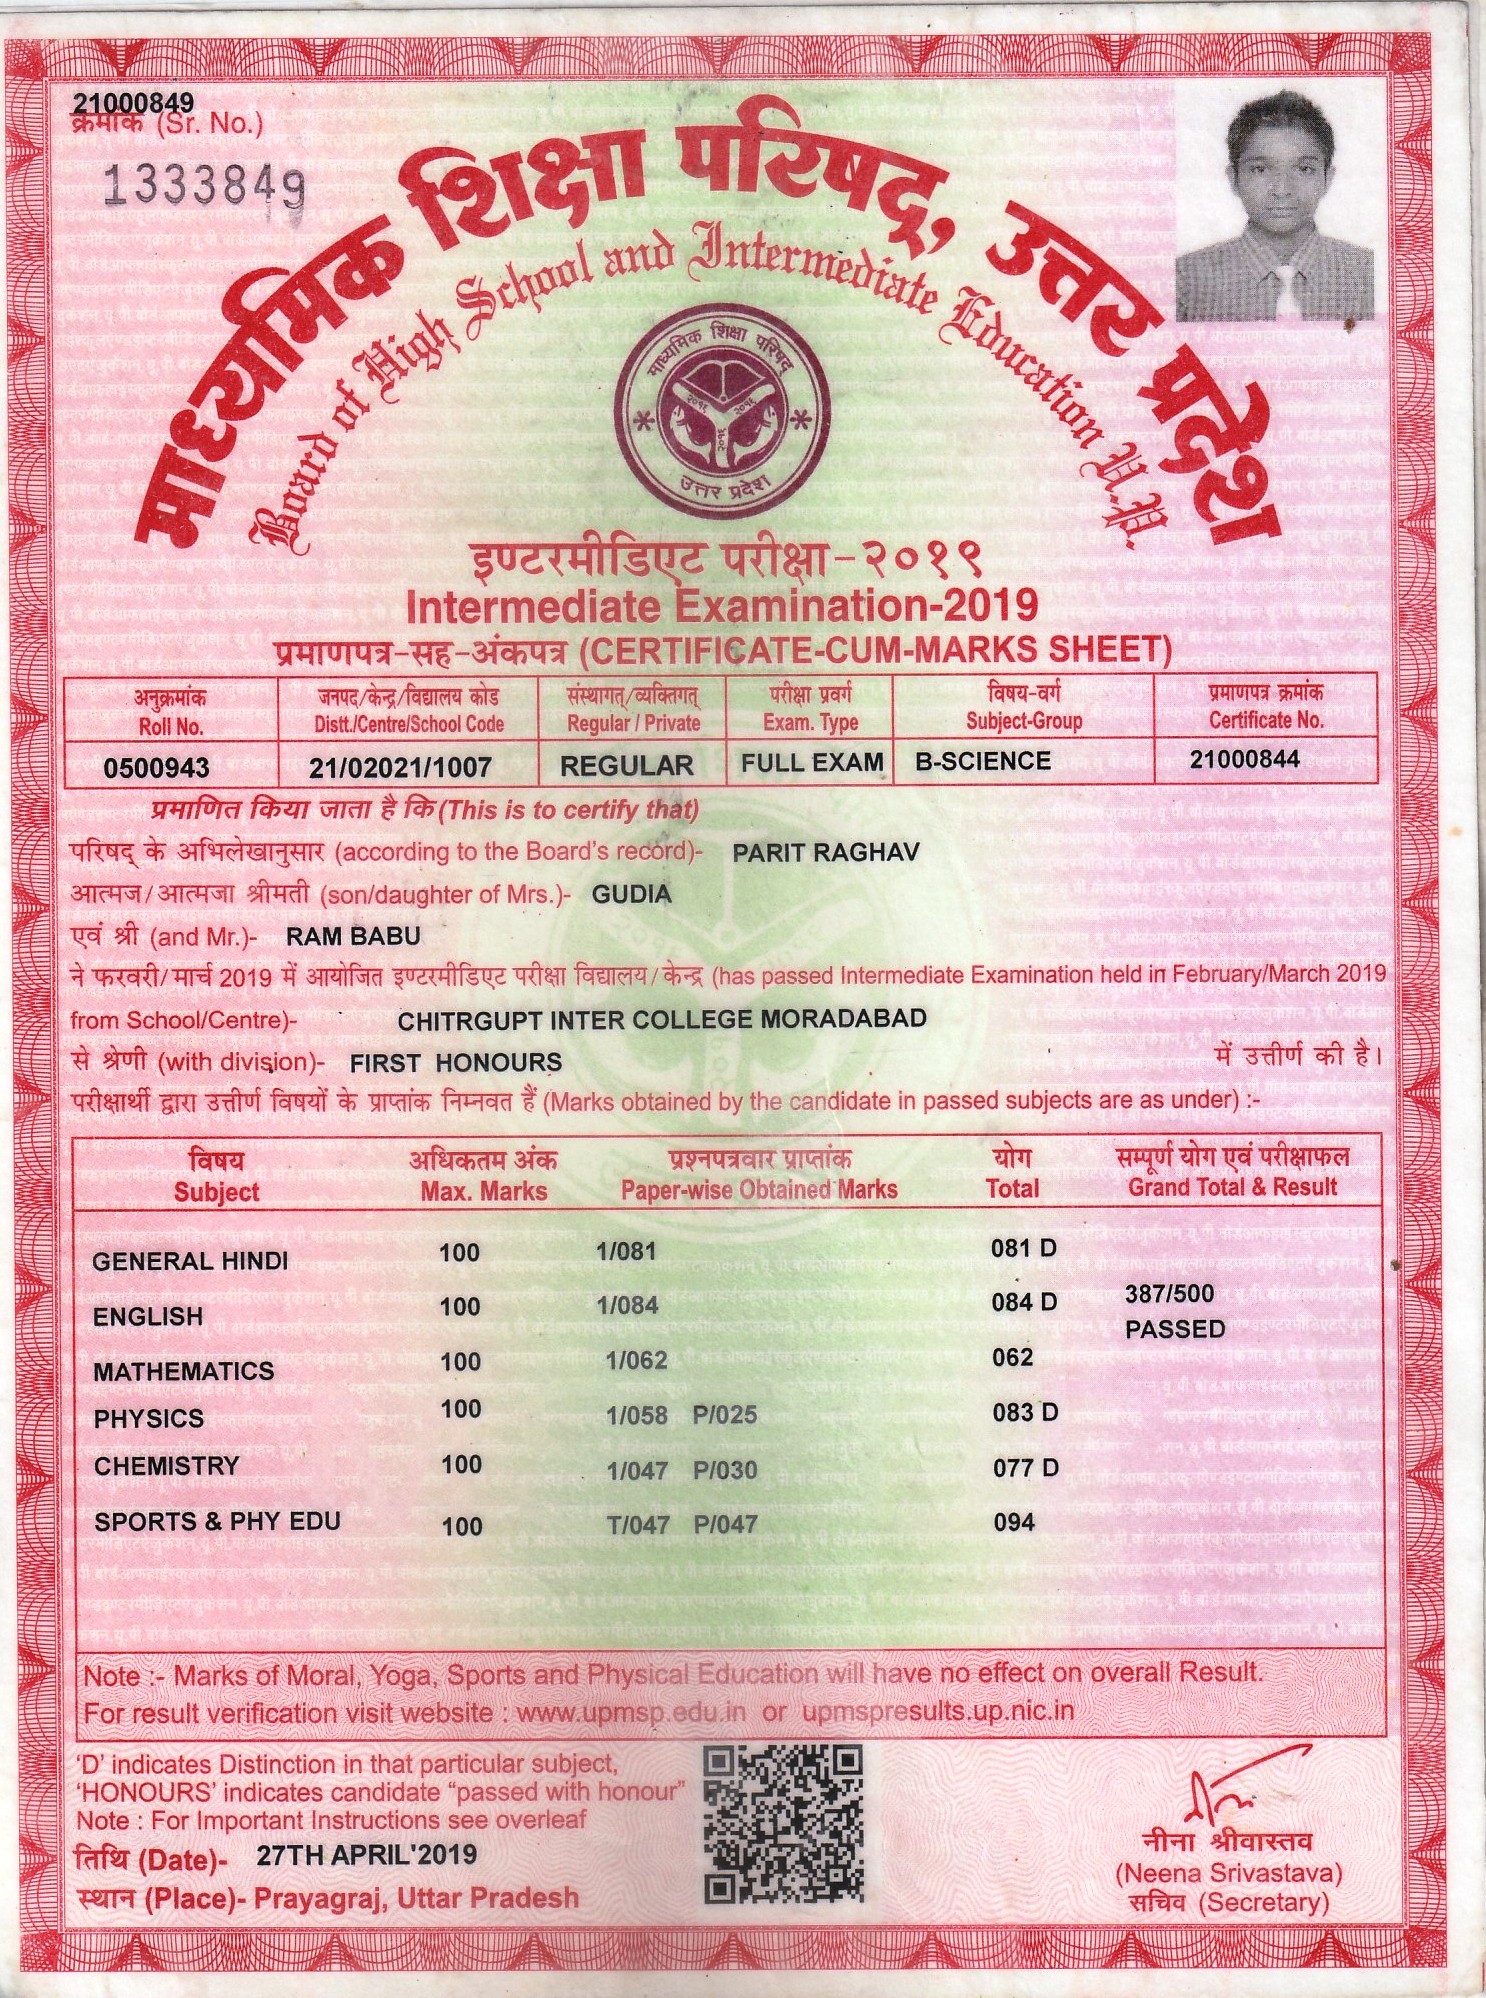 21000849
क्रमांक (Sr. No.)
1333849
माध्यमिक शिक्षा परिषद्, उत्तर प्रदेश
Board of High School and Intermediate Education U.P.
माध्यमिक शिक्षा परिषद्
उत्तर प्रदेश
इण्टरमीडिएट परीक्षा-२०१९
Intermediate Examination-2019
प्रमाणपत्र-सह-अंकपत्र (CERTIFICATE-CUM-MARKS SHEET)
अनुक्रमांक जनपद/केन्द्र/विद्यालय कोड संस्थागत्/व्यक्तिगत् परीक्षा प्रवर्ग विषय-वर्ग प्रमाणपत्र क्रमांक
Roll No. Distt./Centre/School Code Regular / Private Exam. Type Subject-Group Certificate No.
0500943 21/02021/1007 REGULAR FULL EXAM B-SCIENCE 21000844
प्रमाणित किया जाता है कि (This is to certify that)
परिषद् के अभिलेखानुसार (according to the Board's record)- PARIT RAGHAV
आत्मज/आत्मजा श्रीमती (son/daughter of Mrs.)- GUDIA
एवं श्री (and Mr.)- RAM BABU
ने फरवरी/मार्च 2019 में आयोजित इण्टरमीडिएट परीक्षा विद्यालय/केन्द्र (has passed Intermediate Examination held in February/March 2019
from School/Centre)- CHITRGUPT INTER COLLEGE MORADABAD
से श्रेणी (with division)- FIRST HONOURS में उत्तीर्ण की है।
परीक्षार्थी द्वारा उत्तीर्ण विषयों के प्राप्तांक निम्नवत हैं (Marks obtained by the candidate in passed subjects are as under) :-
विषय अधिकतम अंक प्रश्नपत्रवार प्राप्तांक योग सम्पूर्ण योग एवं परीक्षाफल
Subject Max. Marks Paper-wise Obtained Marks Total Grand Total & Result
GENERAL HINDI 100 1/081 081 D
ENGLISH 100 1/084 084 D 387/500
PASSED
MATHEMATICS 100 1/062 062
PHYSICS 100 1/058 P/025 083 D
CHEMISTRY 100 1/047 P/030 077 D
SPORTS & PHY EDU 100 T/047 P/047 094
Note :- Marks of Moral, Yoga, Sports and Physical Education will have no effect on overall Result.
For result verification visit website : www.upmsp.edu.in or upmspresults.up.nic.in
'D' indicates Distinction in that particular subject,
'HONOURS' indicates candidate "passed with honour"
Note : For Important Instructions see overleaf
तिथि (Date)- 27TH APRIL'2019
स्थान (Place)- Prayagraj, Uttar Pradesh
नीना श्रीवास्तव
(Neena Srivastava)
सचिव (Secretary)